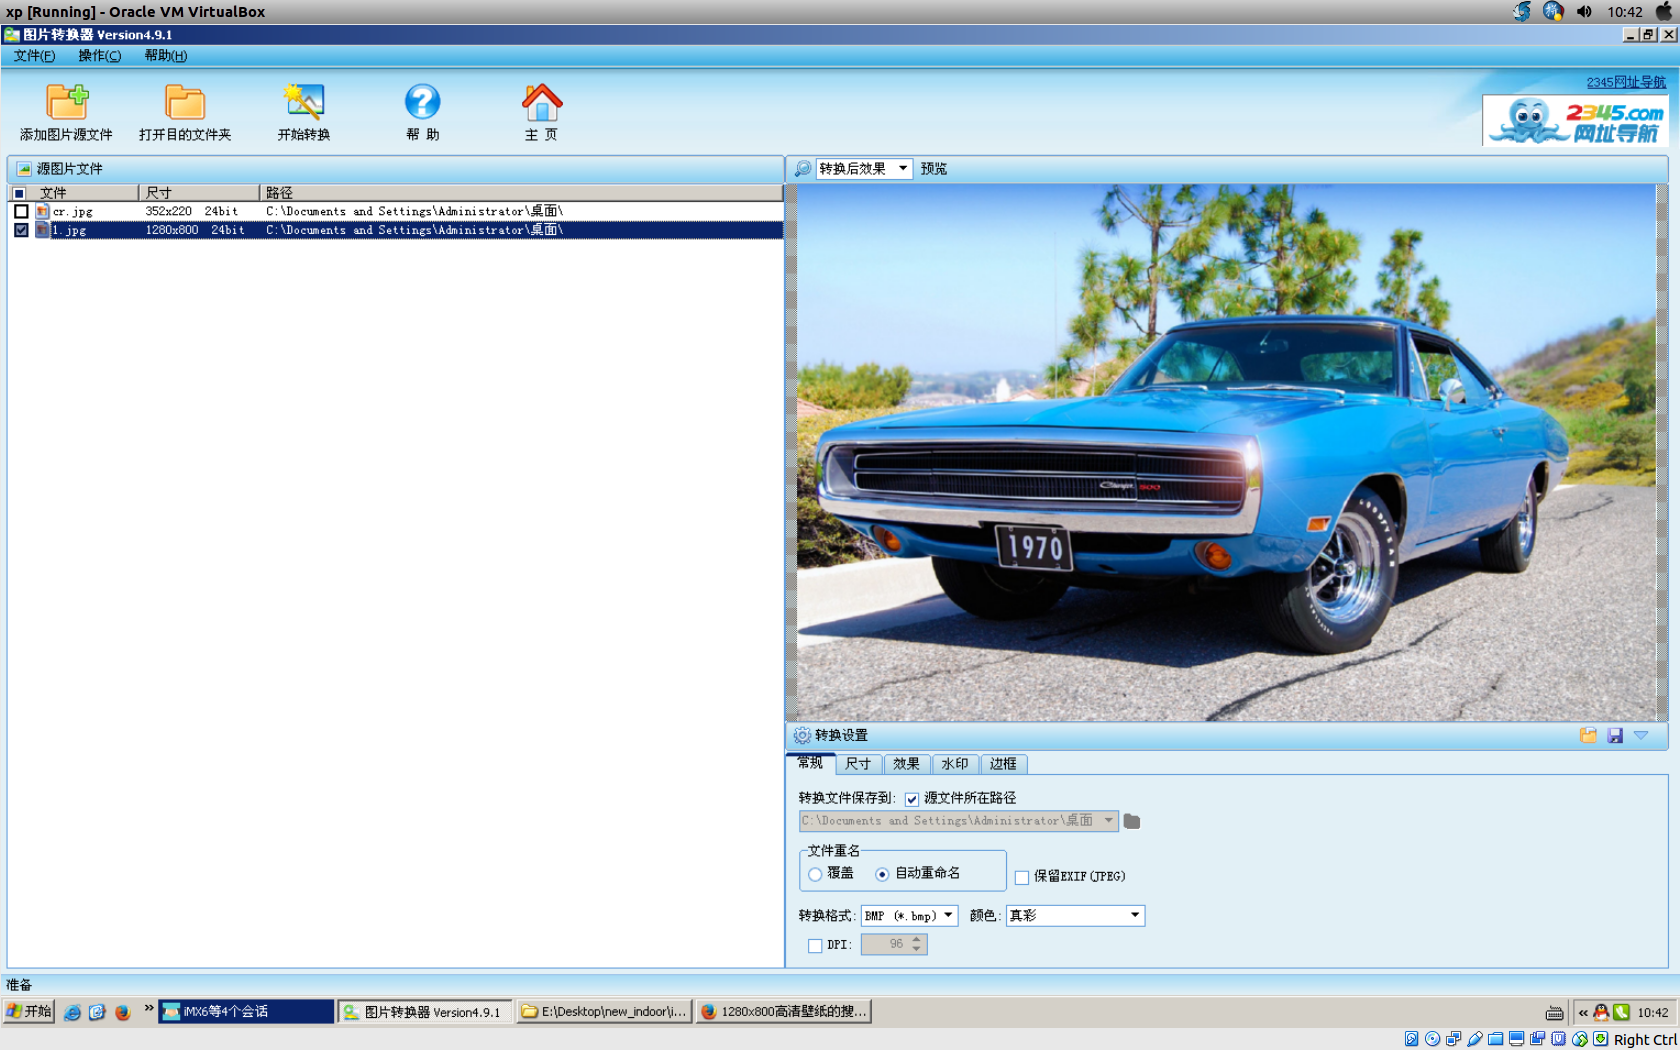 xp [Running] - Oracle VM VirtualBox
10:42
图片转换器 Version4.9.1
文件(F) 操作(C) 帮助(H)
添加图片源文件 打开目的文件夹 开始转换 帮 助 主 页
2345网址导航
2345.com
网址导航
源图片文件
转换后效果 预览
文件 尺寸 路径
cr.jpg 352x220 24bit C:\Documents and Settings\Administrator\桌面\
1.jpg 1280x800 24bit C:\Documents and Settings\Administrator\桌面\
Charger 500
GOODYEAR
1970
转换设置
常规 尺寸 效果 水印 边框
转换文件保存到: 源文件所在路径
C:\Documents and Settings\Administrator\桌面
文件重名
覆盖 自动重命名 保留EXIF(JPEG)
转换格式: BMP (*.bmp) 颜色: 真彩
DPI: 96
准备
开始 » iMX6等4个会话 图片转换器 Version4.9.1 E:\Desktop\new_indoor\i... 1280x800高清壁纸的搜... « 10:42
Right Ctrl